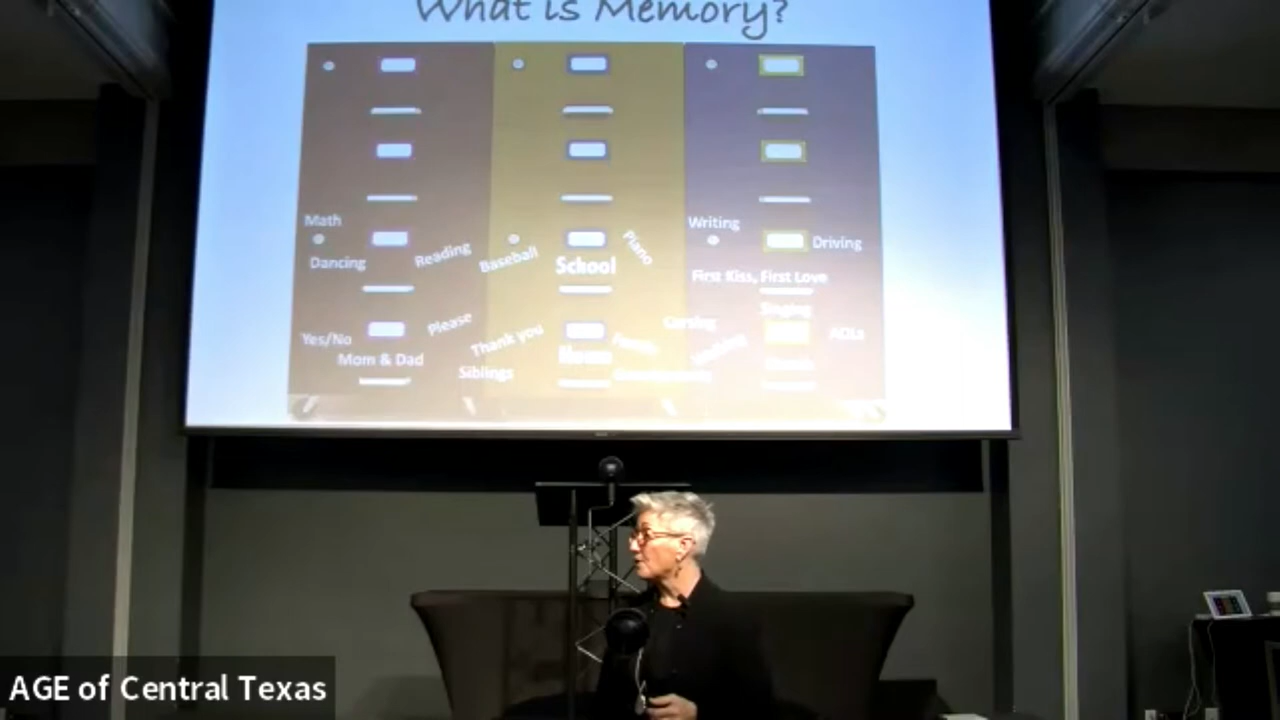 What is Memory?
Math
Writing
Dancing
Reading
Baseball
School
Piano
Driving
First Kiss, First Love
Singing
Yes/No
Please
Thank you
Cursing
ADLs
Mom & Dad
Siblings
AGE of Central Texas